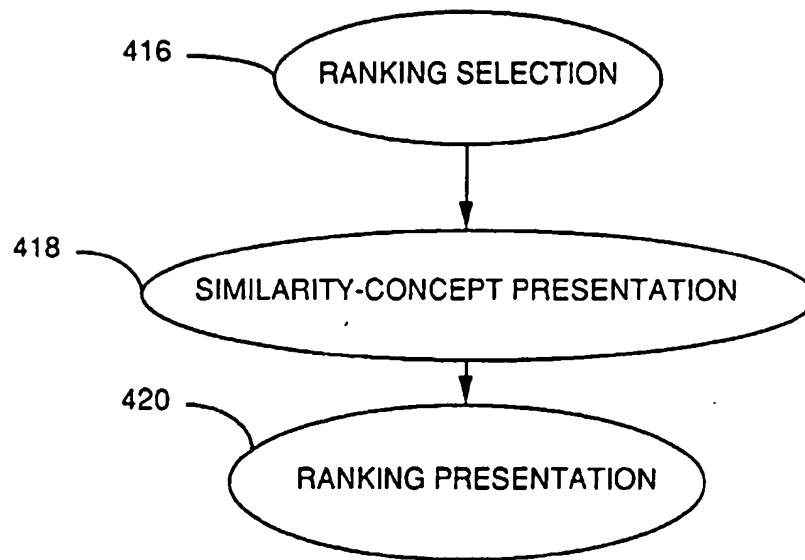 416
RANKING SELECTION
418
SIMILARITY-CONCEPT PRESENTATION
420
RANKING PRESENTATION